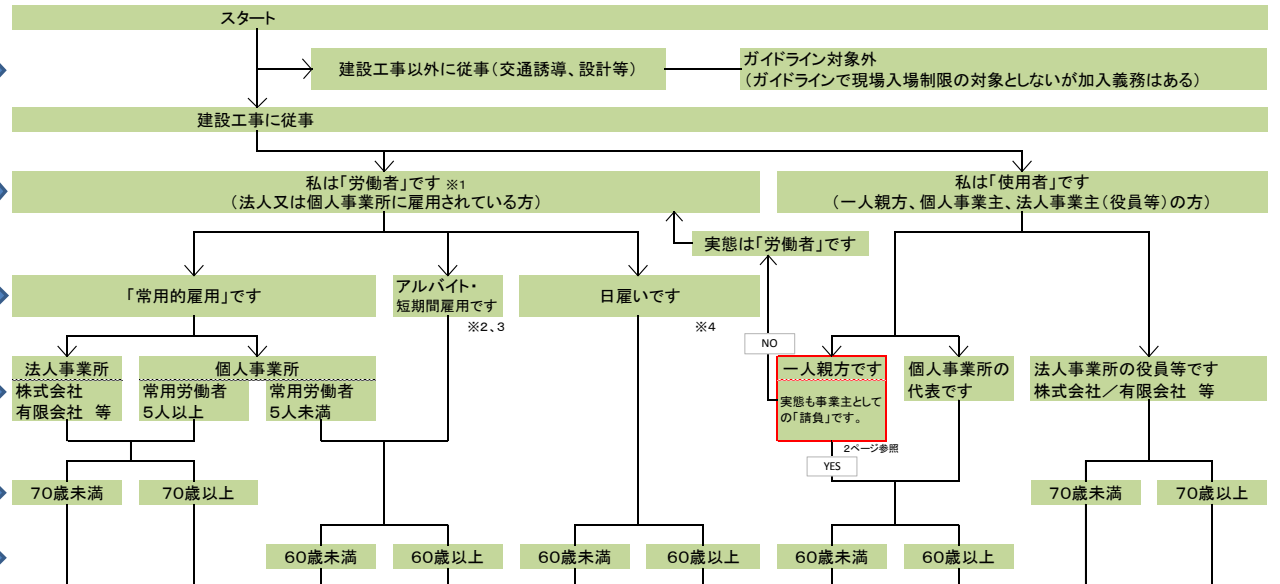 スタート
建設工事以外に従事（交通誘導、設計等）
ガイドライン対象外
（ガイドラインで現場入場制限の対象としないが加入義務はある）
建設工事に従事
私は「労働者」です ※1
（法人又は個人事業所に雇用されている方）
私は「使用者」です
（一人親方、個人事業主、法人事業主（役員等）の方）
実態は「労働者」です
「常用的雇用」です
アルバイト・
短期間雇用です
※2、3
日雇いです
※4
NO
法人事業所
株式会社
有限会社　等
個人事業所
常用労働者
５人以上
常用労働者
５人未満
一人親方です
実態も事業主として
の「請負」です。
2ページ参照
YES
個人事業所の
代表です
法人事業所の役員等です
株式会社／有限会社　等
７０歳未満
７０歳以上
７０歳未満
７０歳以上
６０歳未満
６０歳以上
６０歳未満
６０歳以上
６０歳未満
６０歳以上